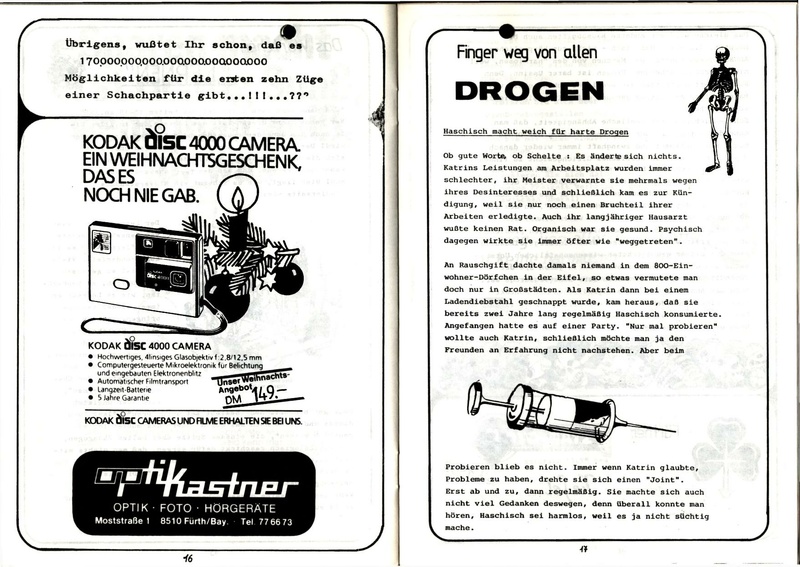 Übrigens, wußtet Ihr schon, daß es
170.000.000.000.000.000.000.000.000
Möglichkeiten für die ersten zehn Züge
einer Schachpartie gibt...!!!...???
KODAK disc 4000 CAMERA.
EIN WEIHNACHTSGESCHENK,
DAS ES
NOCH NIE GAB.
KODAK disc 4000 CAMERA
● Hochwertiges, 4linsiges Glasobjektiv f:2,8/12,5 mm
● Computergesteuerte Mikroelektronik für Belichtung
und eingebauten Elektronenblitz
● Automatischer Filmtransport
● Langzeit-Batterie
● 5 Jahre Garantie
Unser Weihnachts-
Angebot
DM 149.-
KODAK disc CAMERAS UND FILME ERHALTEN SIE BEI UNS.
optik Kastner
OPTIK · FOTO · HÖRGERÄTE
Moststraße 1 8510 Fürth/Bay. · Tel. 77 66 73
16
Finger weg von allen
DROGEN
Haschisch macht weich für harte Drogen
Ob gute Worte, ob Schelte : Es änderte sich nichts.
Katrins Leistungen am Arbeitsplatz wurden immer
schlechter, ihr Meister verwarnte sie mehrmals wegen
ihres Desinteresses und schließlich kam es zur Kün-
digung, weil sie nur noch einen Bruchteil ihrer
Arbeiten erledigte. Auch ihr langjähriger Hausarzt
wußte keinen Rat. Organisch war sie gesund. Psychisch
dagegen wirkte sie immer öfter wie "weggetreten".
An Rauschgift dachte damals niemand in dem 800-Ein-
wohner-Dörfchen in der Eifel, so etwas vermutete man
doch nur in Großstädten. Als Katrin dann bei einem
Ladendiebstahl geschnappt wurde, kam heraus, daß sie
bereits zwei Jahre lang regelmäßig Haschisch konsumierte.
Angefangen hatte es auf einer Party. "Nur mal probieren"
wollte auch Katrin, schließlich möchte man ja den
Freunden an Erfahrung nicht nachstehen. Aber beim
Probieren blieb es nicht. Immer wenn Katrin glaubte,
Probleme zu haben, drehte sie sich einen "Joint".
Erst ab und zu, dann regelmäßig. Sie machte sich auch
nicht viel Gedanken deswegen, denn überall konnte man
hören, Haschisch sei harmlos, weil es ja nicht süchtig
mache.
17